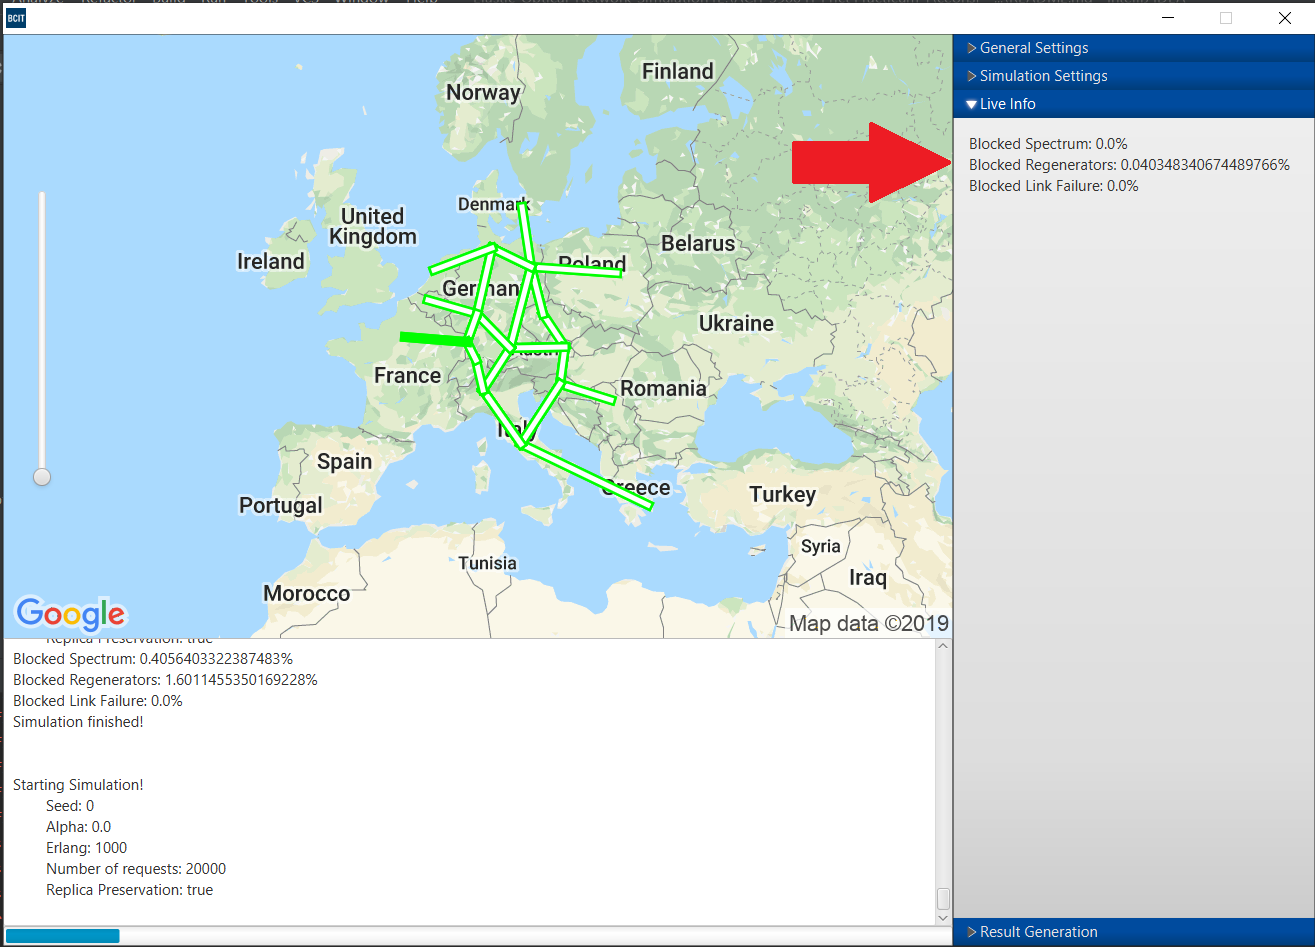 BCIT
General Settings
Simulation Settings
Live Info
Blocked Spectrum: 0.0%
Blocked Regenerators: 0.040348340674489766%
Blocked Link Failure: 0.0%
Finland
Norway
Denmark
United
Kingdom
Ireland
Belarus
Poland
German
Ukraine
Austri
France
Romania
Italy
Spain
Greece
Turkey
Portugal
Syria
Tunisia
Iraq
Morocco
Google
Map data ©2019
Replica Preservation: true
Blocked Spectrum: 0.4056403322387483%
Blocked Regenerators: 1.6011455350169228%
Blocked Link Failure: 0.0%
Simulation finished!
Starting Simulation!
Seed: 0
Alpha: 0.0
Erlang: 1000
Number of requests: 20000
Replica Preservation: true
Result Generation